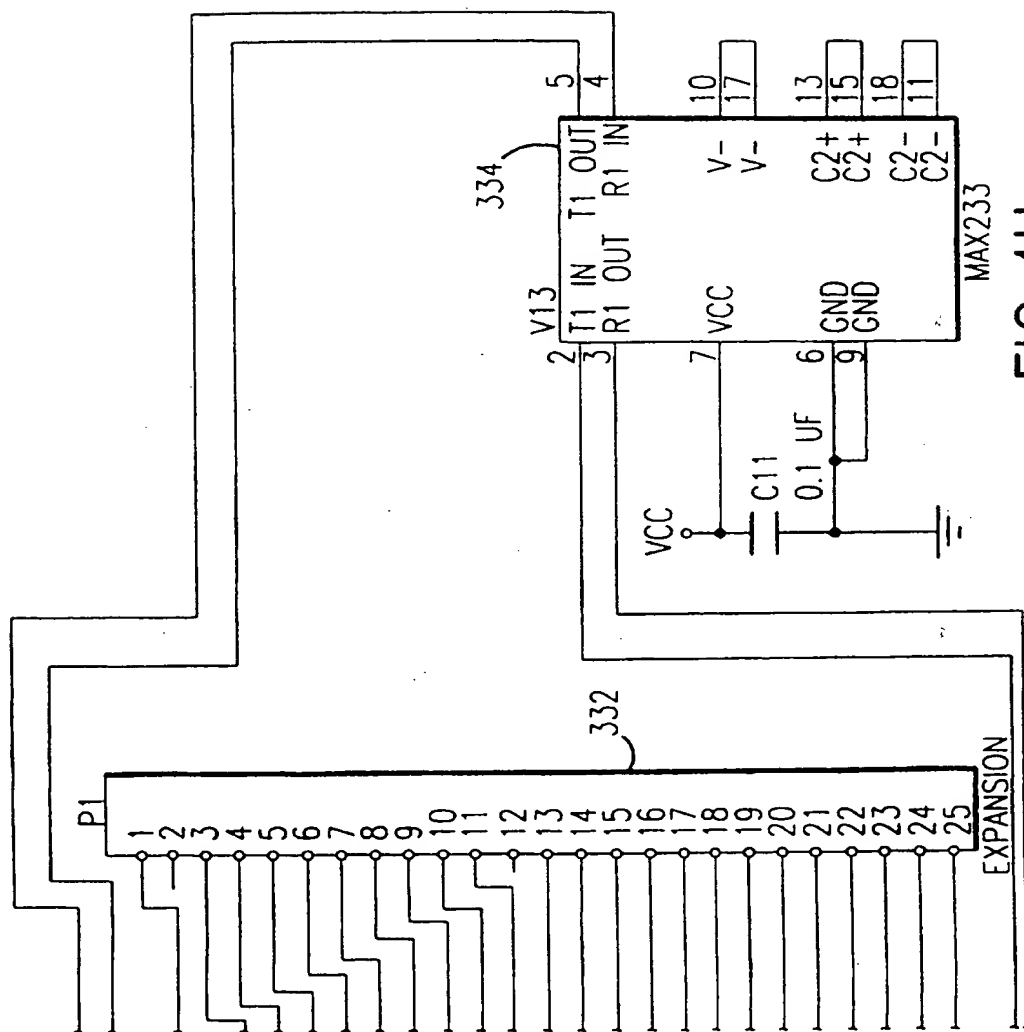 P1
1
2
3
4
5
6
7
8
9
10
11
12
13
14
15
16
17
18
19
20
21
22
23
24
25
EXPANSION
332
334
V13
2 T1 IN T1 OUT 5
3 R1 OUT R1 IN 4
7 VCC V- 10
V- 17
6 GND C2+ 13
9 GND C2+ 15
C2- 18
C2- 11
MAX233
VCC
C11
0.1 UF